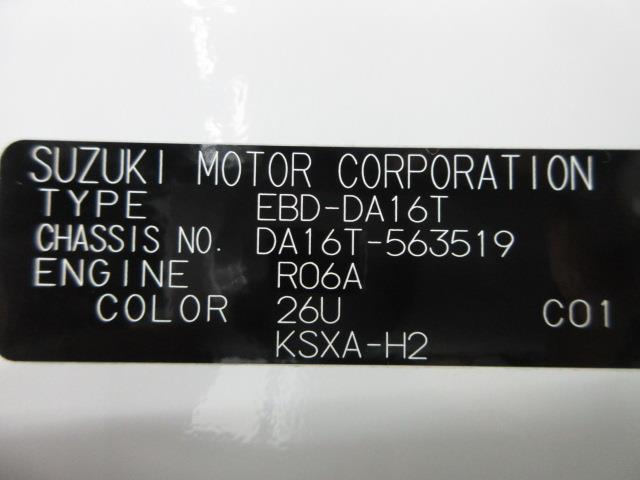 SUZUKI MOTOR CORPORATION
TYPE EBD-DA16T
CHASSIS NO. DA16T-563519
ENGINE R06A
COLOR 26U C01
KSXA-H2